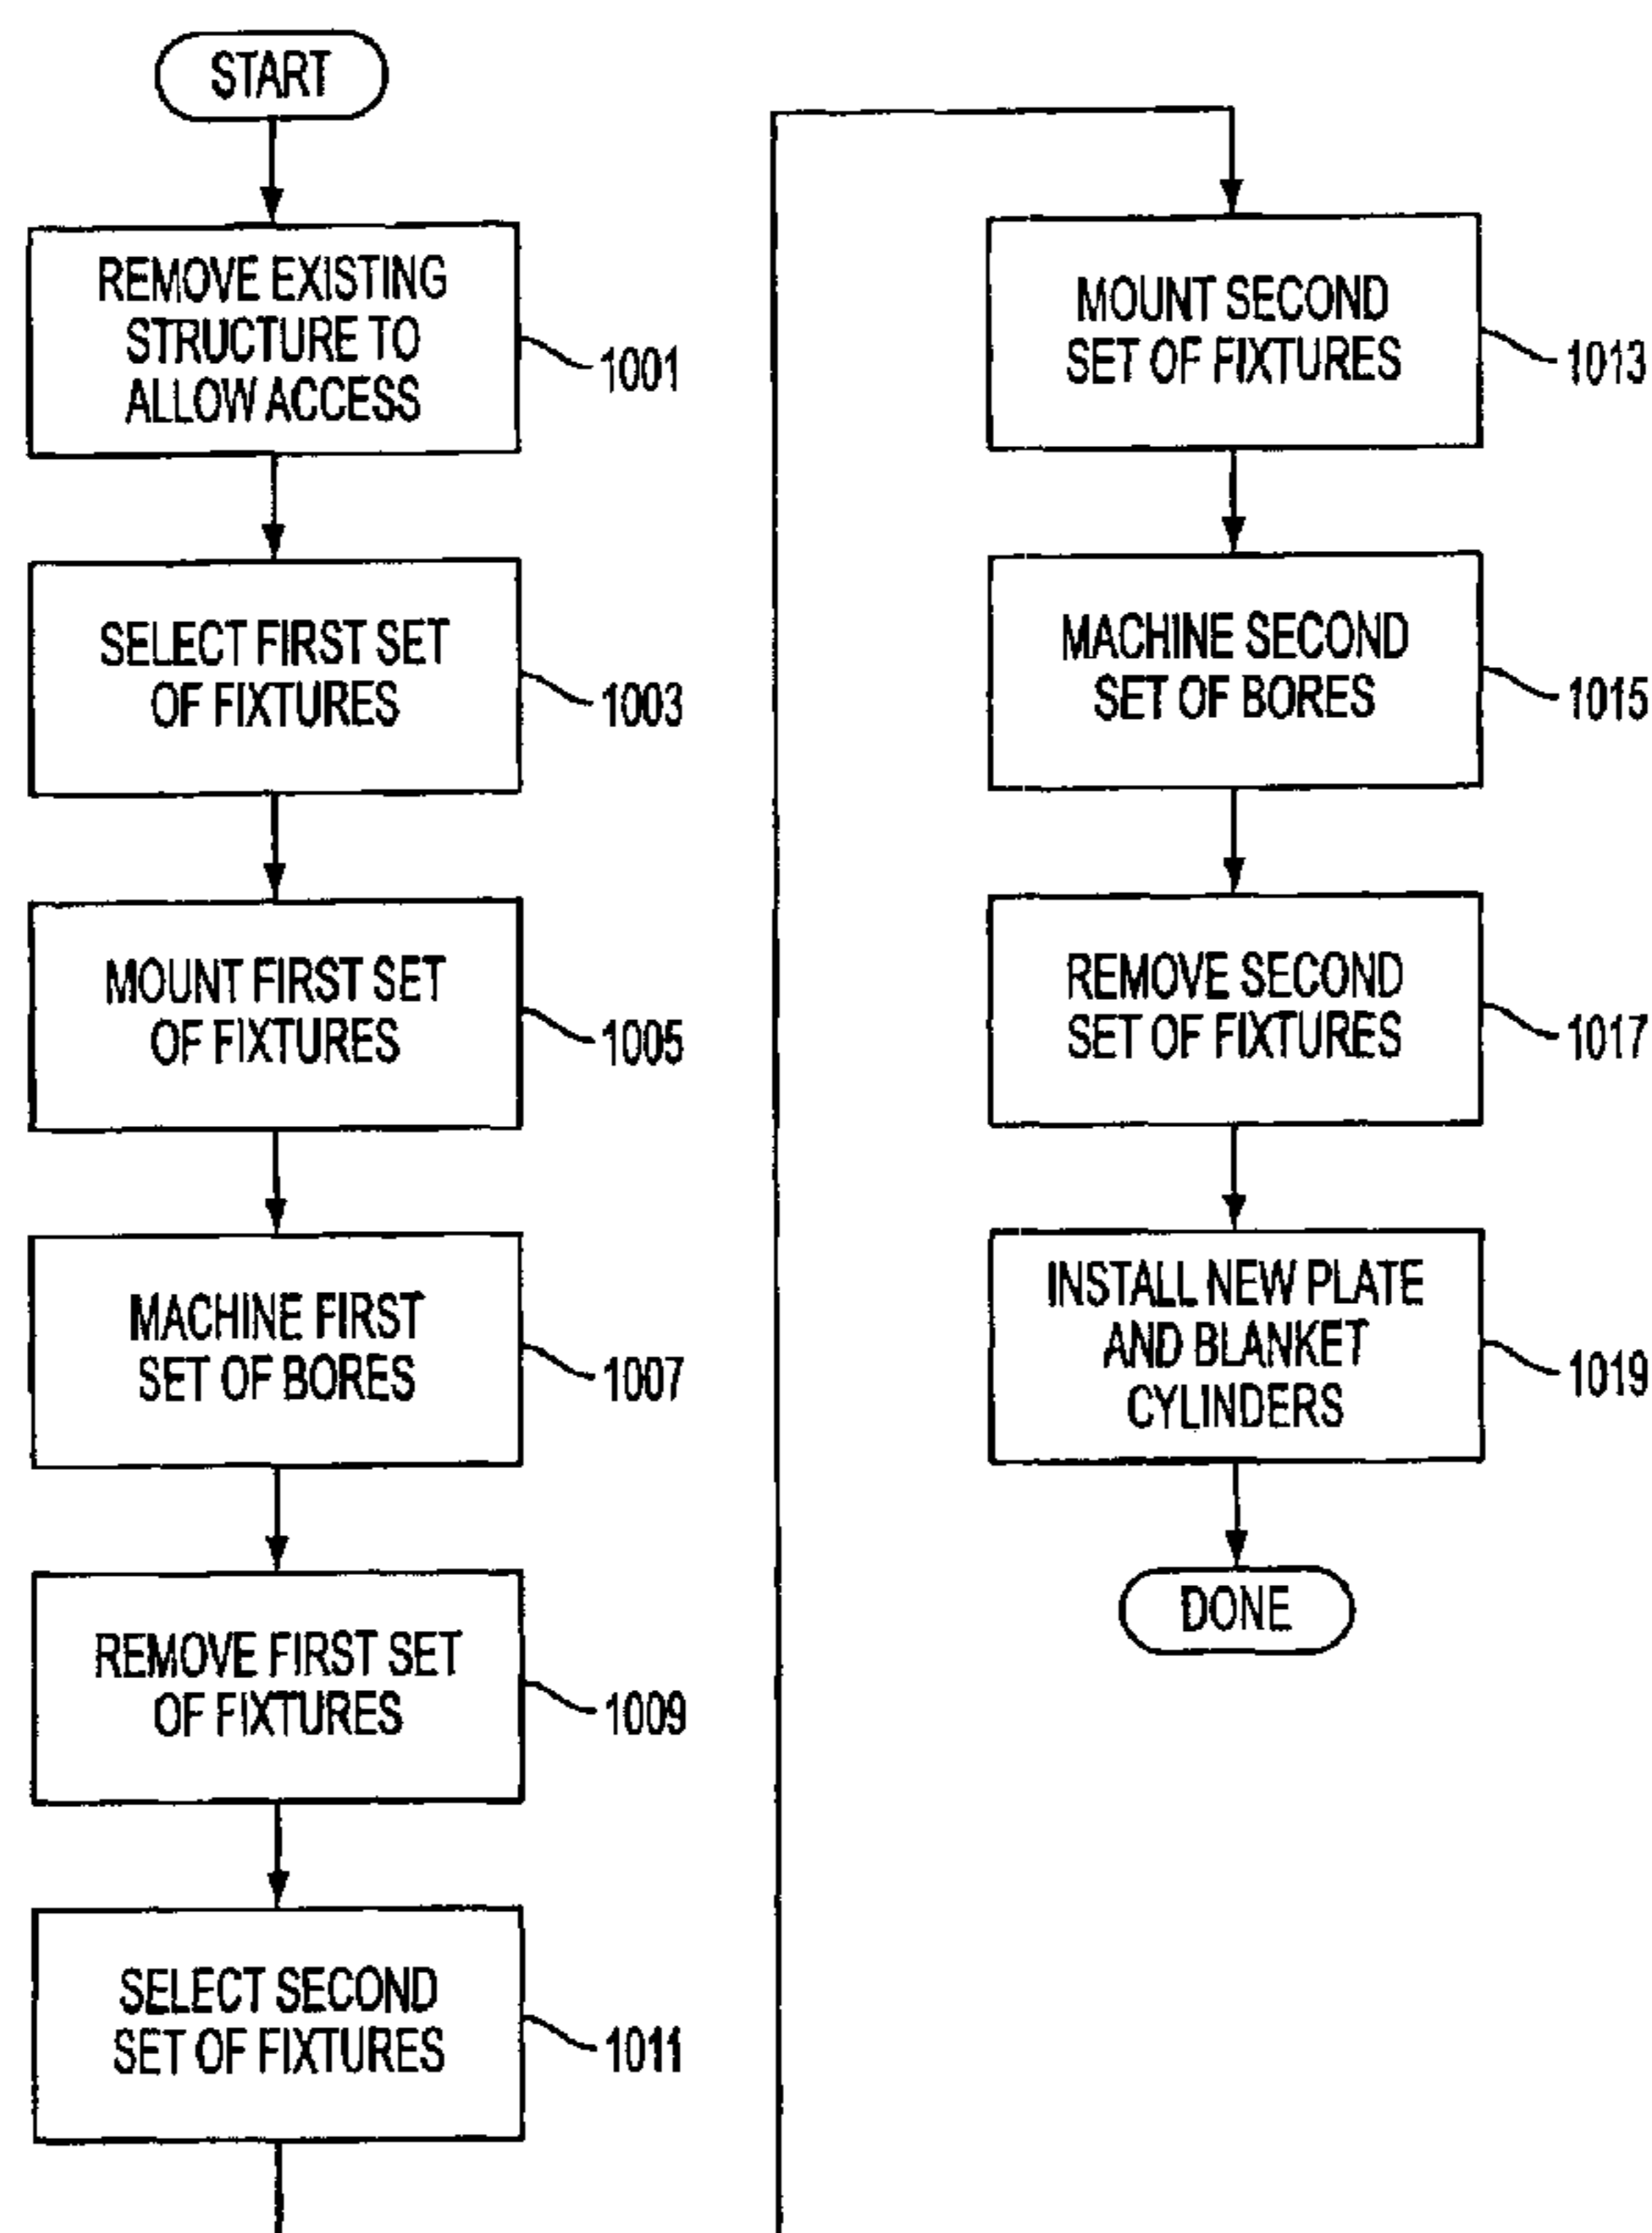 START
REMOVE EXISTING
STRUCTURE TO
ALLOW ACCESS
1001
SELECT FIRST SET
OF FIXTURES
1003
MOUNT FIRST SET
OF FIXTURES
1005
MACHINE FIRST
SET OF BORES
1007
REMOVE FIRST SET
OF FIXTURES
1009
SELECT SECOND
SET OF FIXTURES
1011
MOUNT SECOND
SET OF FIXTURES
1013
MACHINE SECOND
SET OF BORES
1015
REMOVE SECOND
SET OF FIXTURES
1017
INSTALL NEW PLATE
AND BLANKET
CYLINDERS
1019
DONE